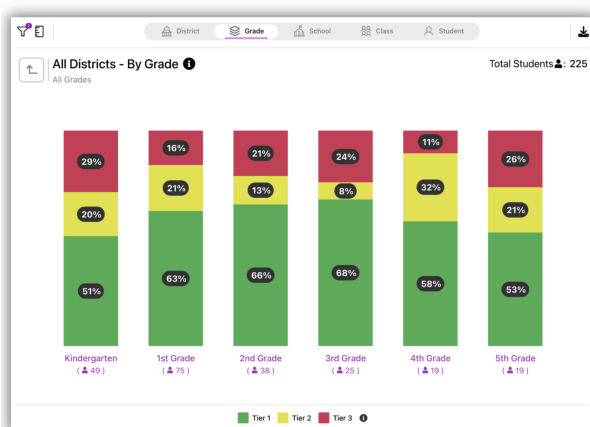 1
District Grade School Class Student
All Districts - By Grade
Total Students: 225
All Grades
29% 16% 21% 24% 11% 26%
20% 21% 13% 8% 32% 21%
51% 63% 66% 68% 58% 53%
Kindergarten 1st Grade 2nd Grade 3rd Grade 4th Grade 5th Grade
( 49 ) ( 75 ) ( 38 ) ( 25 ) ( 19 ) ( 19 )
Tier 1 Tier 2 Tier 3